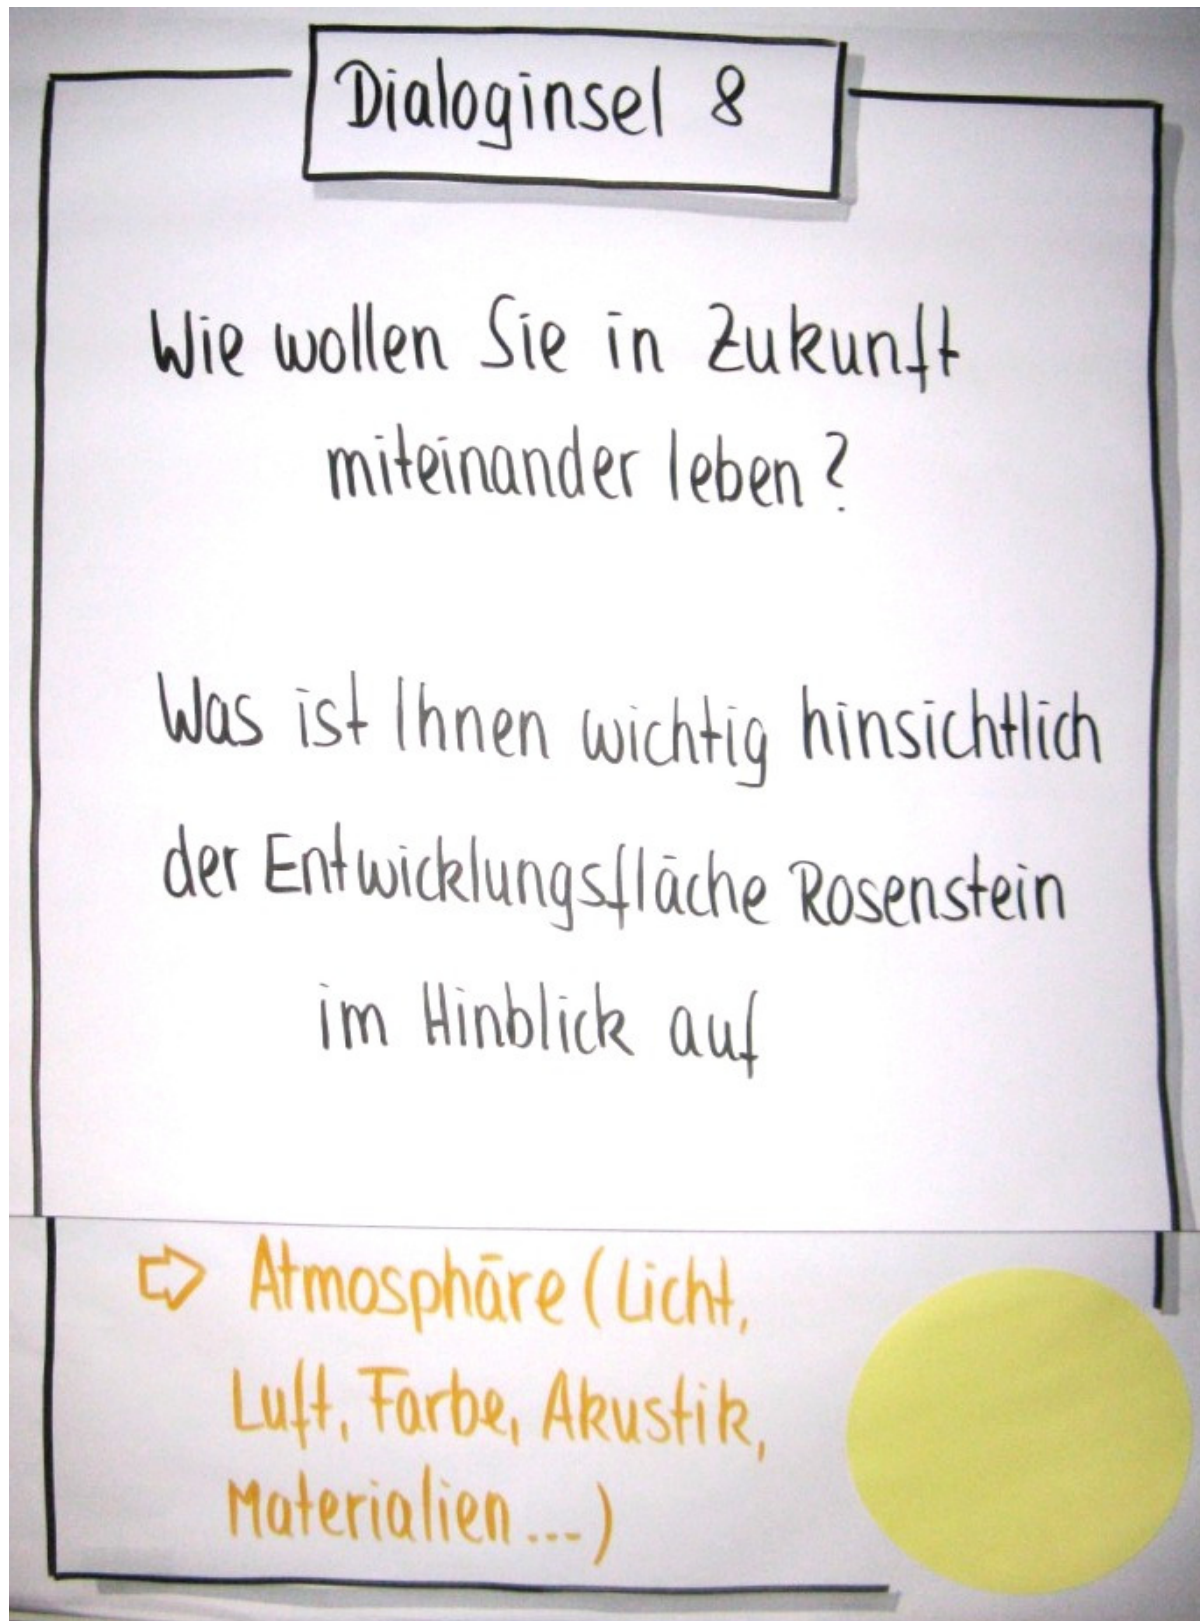 Dialoginsel 8
Wie wollen Sie in Zukunft
miteinander leben?
Was ist Ihnen wichtig hinsichtlich
der Entwicklungsfläche Rosenstein
im Hinblick auf
⇨ Atmosphäre (Licht,
Luft, Farbe, Akustik,
Materialien...)